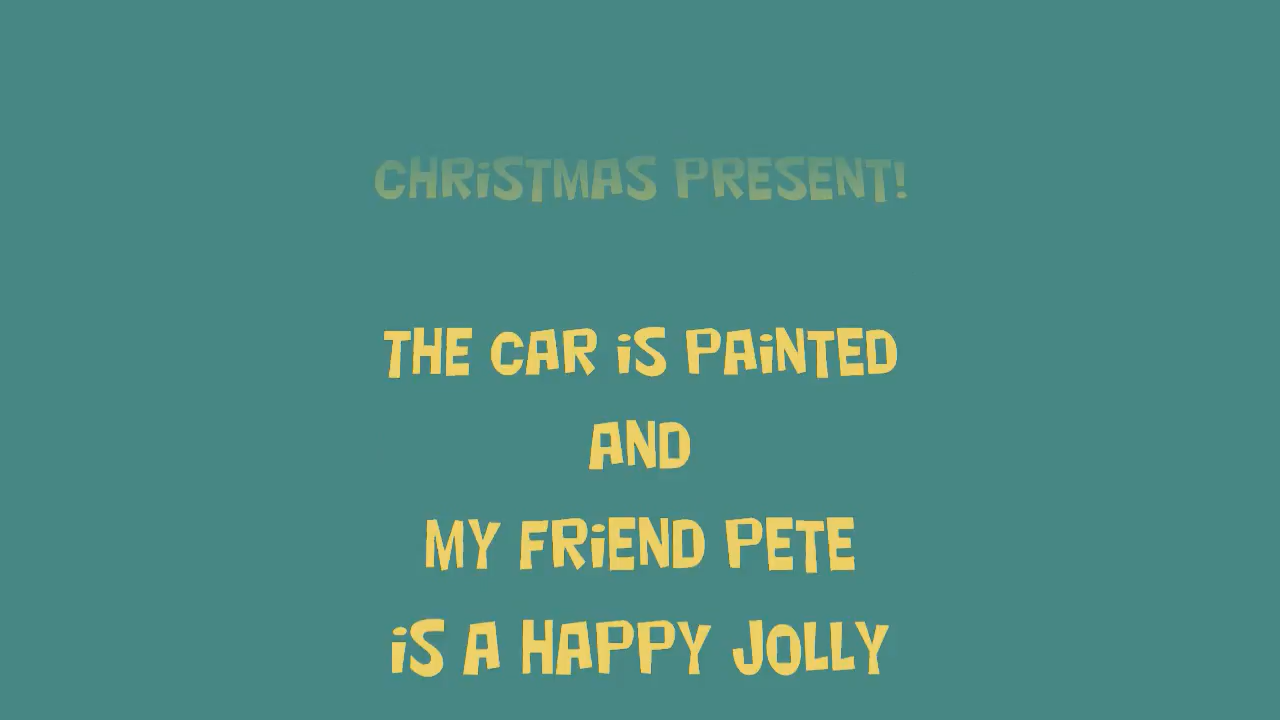 CHRiSTMAS PRESENT!
THE CAR iS PAiNTED
AND
MY FRiEND PETE
iS A HAPPY JOLLY